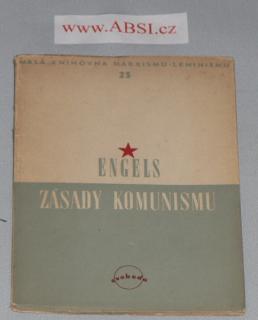 www.ABSI.cz
MALÁ KNIHOVNA MARXISMU-LENINISMU
25
ENGELS
ZÁSADY KOMUNISMU
svoboda